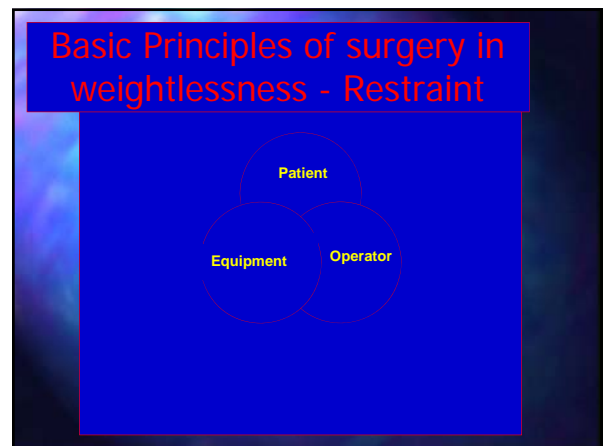 Basic Principles of surgery in
weightlessness - Restraint
Patient
Equipment
Operator